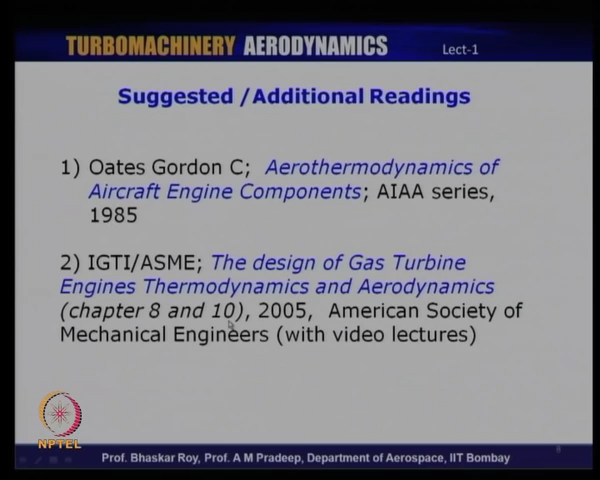 TURBOMACHINERY AERODYNAMICS Lect-1
Suggested /Additional Readings
1) Oates Gordon C; Aerothermodynamics of
Aircraft Engine Components; AIAA series,
1985
2) IGTI/ASME; The design of Gas Turbine
Engines Thermodynamics and Aerodynamics
(chapter 8 and 10), 2005, American Society of
Mechanical Engineers (with video lectures)
NPTEL
Prof. Bhaskar Roy, Prof. A M Pradeep, Department of Aerospace, IIT Bombay